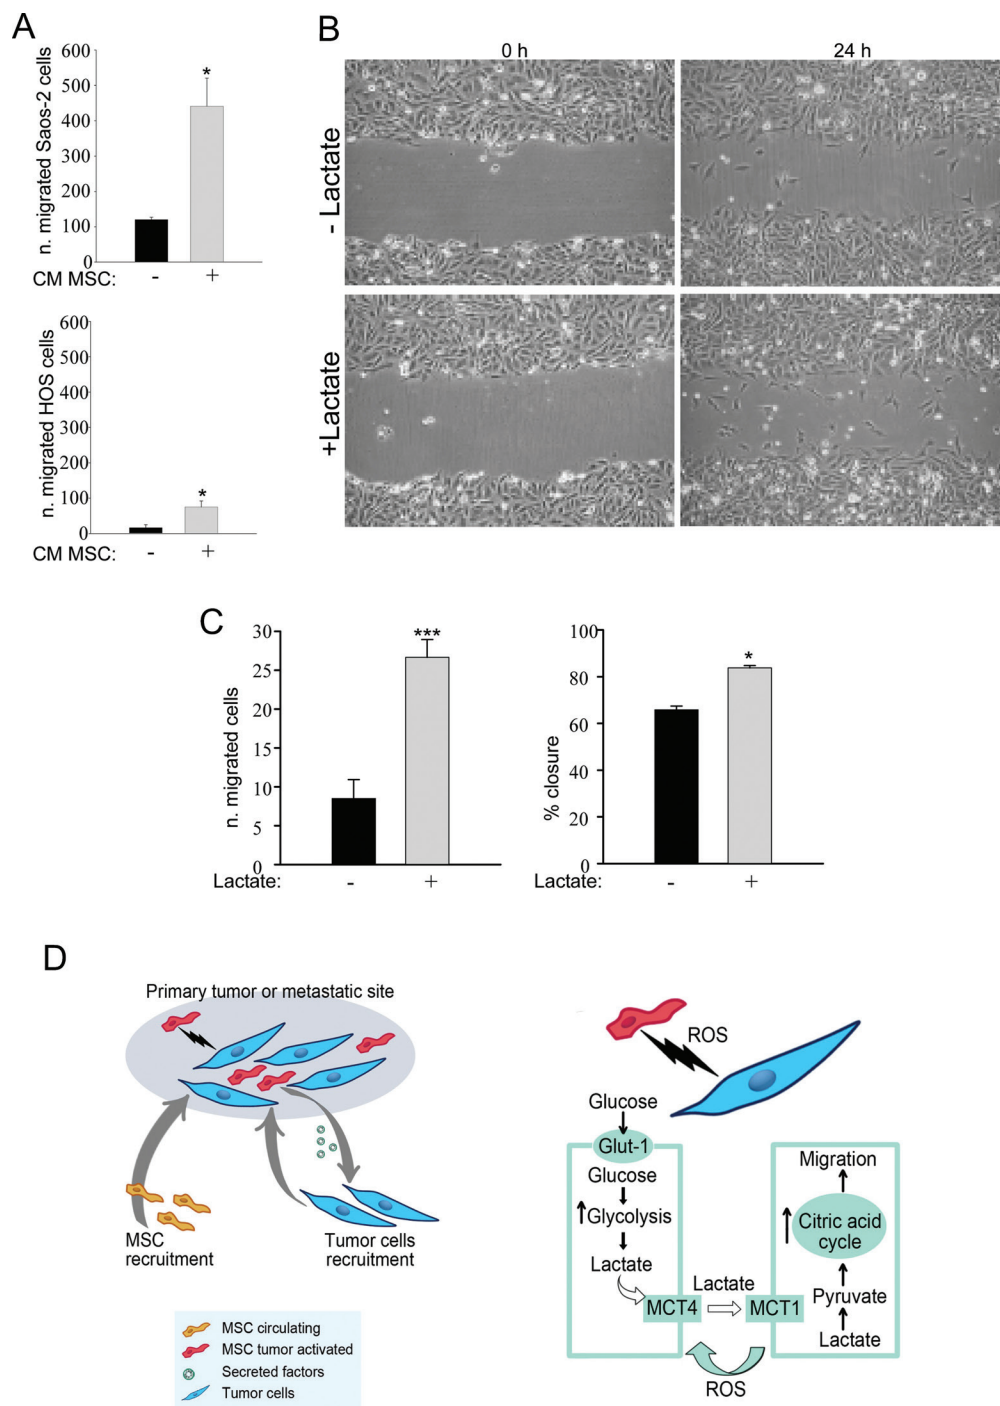 A
n. migrated Saos-2 cells
600
500
400
300
200
100
0
*
CM MSC: - +
n. migrated HOS cells
600
500
400
300
200
100
0
*
CM MSC: - +
B
0 h 24 h
- Lactate
+Lactate
C
n. migrated cells
30
25
20
15
10
5
0
***
Lactate: - +
% closure
100
80
60
40
20
0
*
Lactate: - +
D
Primary tumor or metastatic site
MSC
recruitment
Tumor cells
recruitment
MSC circulating
MSC tumor activated
Secreted factors
Tumor cells
ROS
Glucose
Glut-1
Glucose
Glycolysis
Lactate
MCT4
Lactate
MCT1
Migration
Citric acid
cycle
Pyruvate
Lactate
ROS